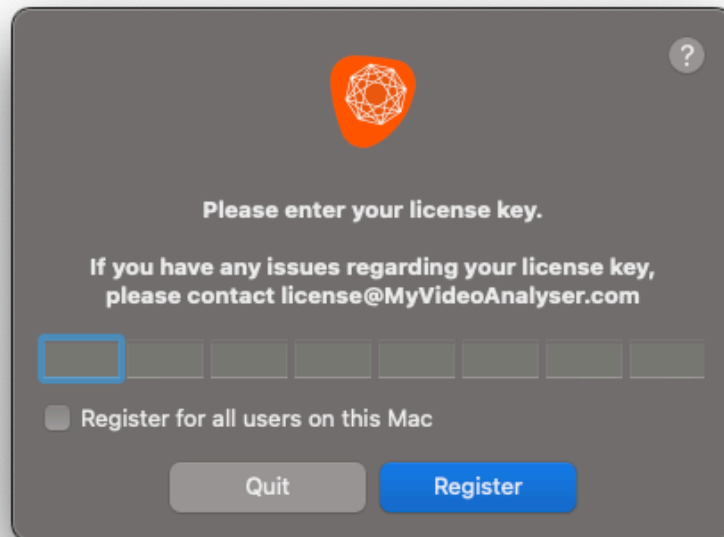 ?
Please enter your license key.
If you have any issues regarding your license key,
please contact license@MyVideoAnalyser.com
Register for all users on this Mac
Quit
Register